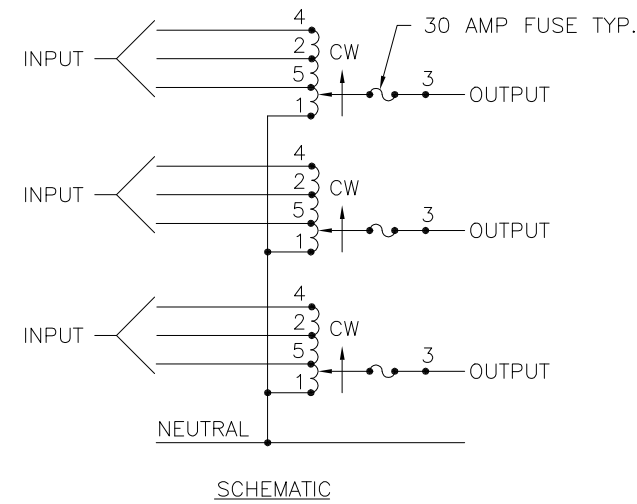 30 AMP FUSE TYP.
4
2
CW
INPUT
5
3
OUTPUT
1
4
2
CW
INPUT
5
3
OUTPUT
1
4
2
CW
INPUT
5
3
OUTPUT
1
NEUTRAL
SCHEMATIC